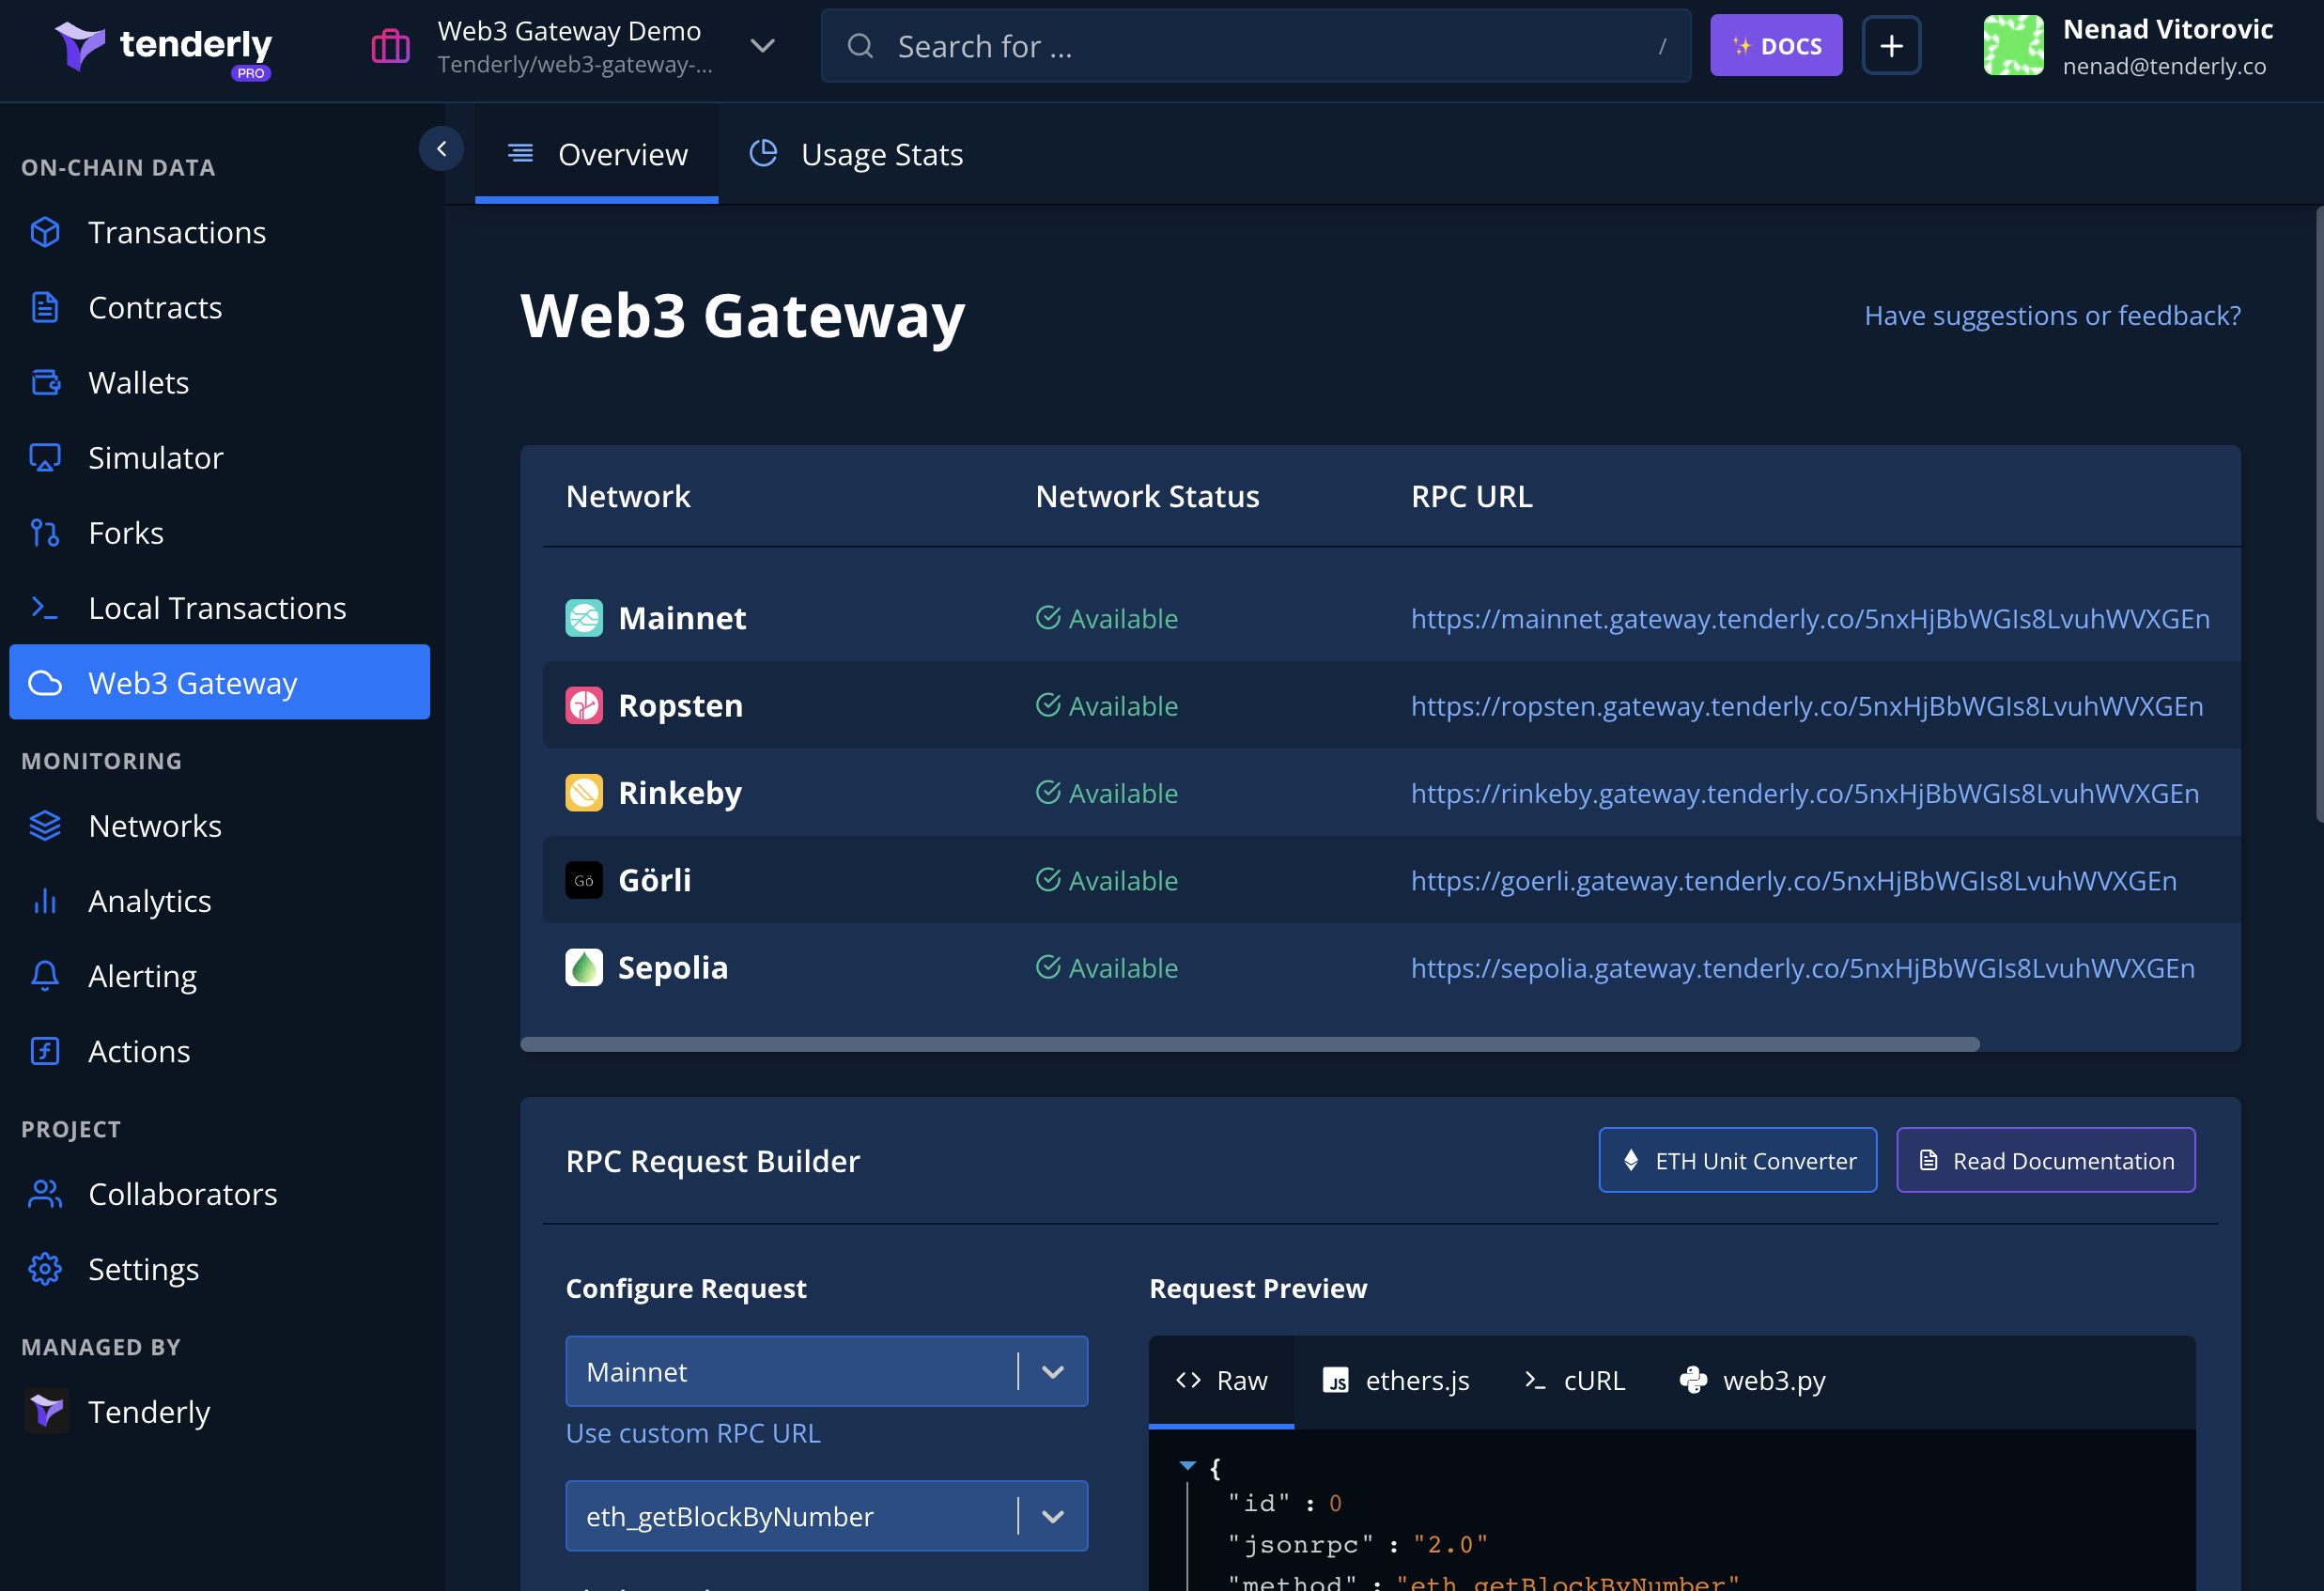 tenderly
PRO
Web3 Gateway Demo
Tenderly/web3-gateway-...
Search for ...
/
DOCS
Nenad Vitorovic
nenad@tenderly.co
ON-CHAIN DATA
Transactions
Contracts
Wallets
Simulator
Forks
Local Transactions
Web3 Gateway
MONITORING
Networks
Analytics
Alerting
Actions
PROJECT
Collaborators
Settings
MANAGED BY
Tenderly
Overview
Usage Stats
Web3 Gateway
Have suggestions or feedback?
Network Network Status RPC URL
Mainnet Available https://mainnet.gateway.tenderly.co/5nxHjBbWGIs8LvuhWVXGEn
Ropsten Available https://ropsten.gateway.tenderly.co/5nxHjBbWGIs8LvuhWVXGEn
Rinkeby Available https://rinkeby.gateway.tenderly.co/5nxHjBbWGIs8LvuhWVXGEn
Gö Görli Available https://goerli.gateway.tenderly.co/5nxHjBbWGIs8LvuhWVXGEn
Sepolia Available https://sepolia.gateway.tenderly.co/5nxHjBbWGIs8LvuhWVXGEn
RPC Request Builder
ETH Unit Converter
Read Documentation
Configure Request
Mainnet
Use custom RPC URL
eth_getBlockByNumber
Request Preview
<> Raw
JS ethers.js
>_ cURL
web3.py
{
"id" : 0
"jsonrpc" : "2.0"
"method" : "eth_getBlockByNumber"